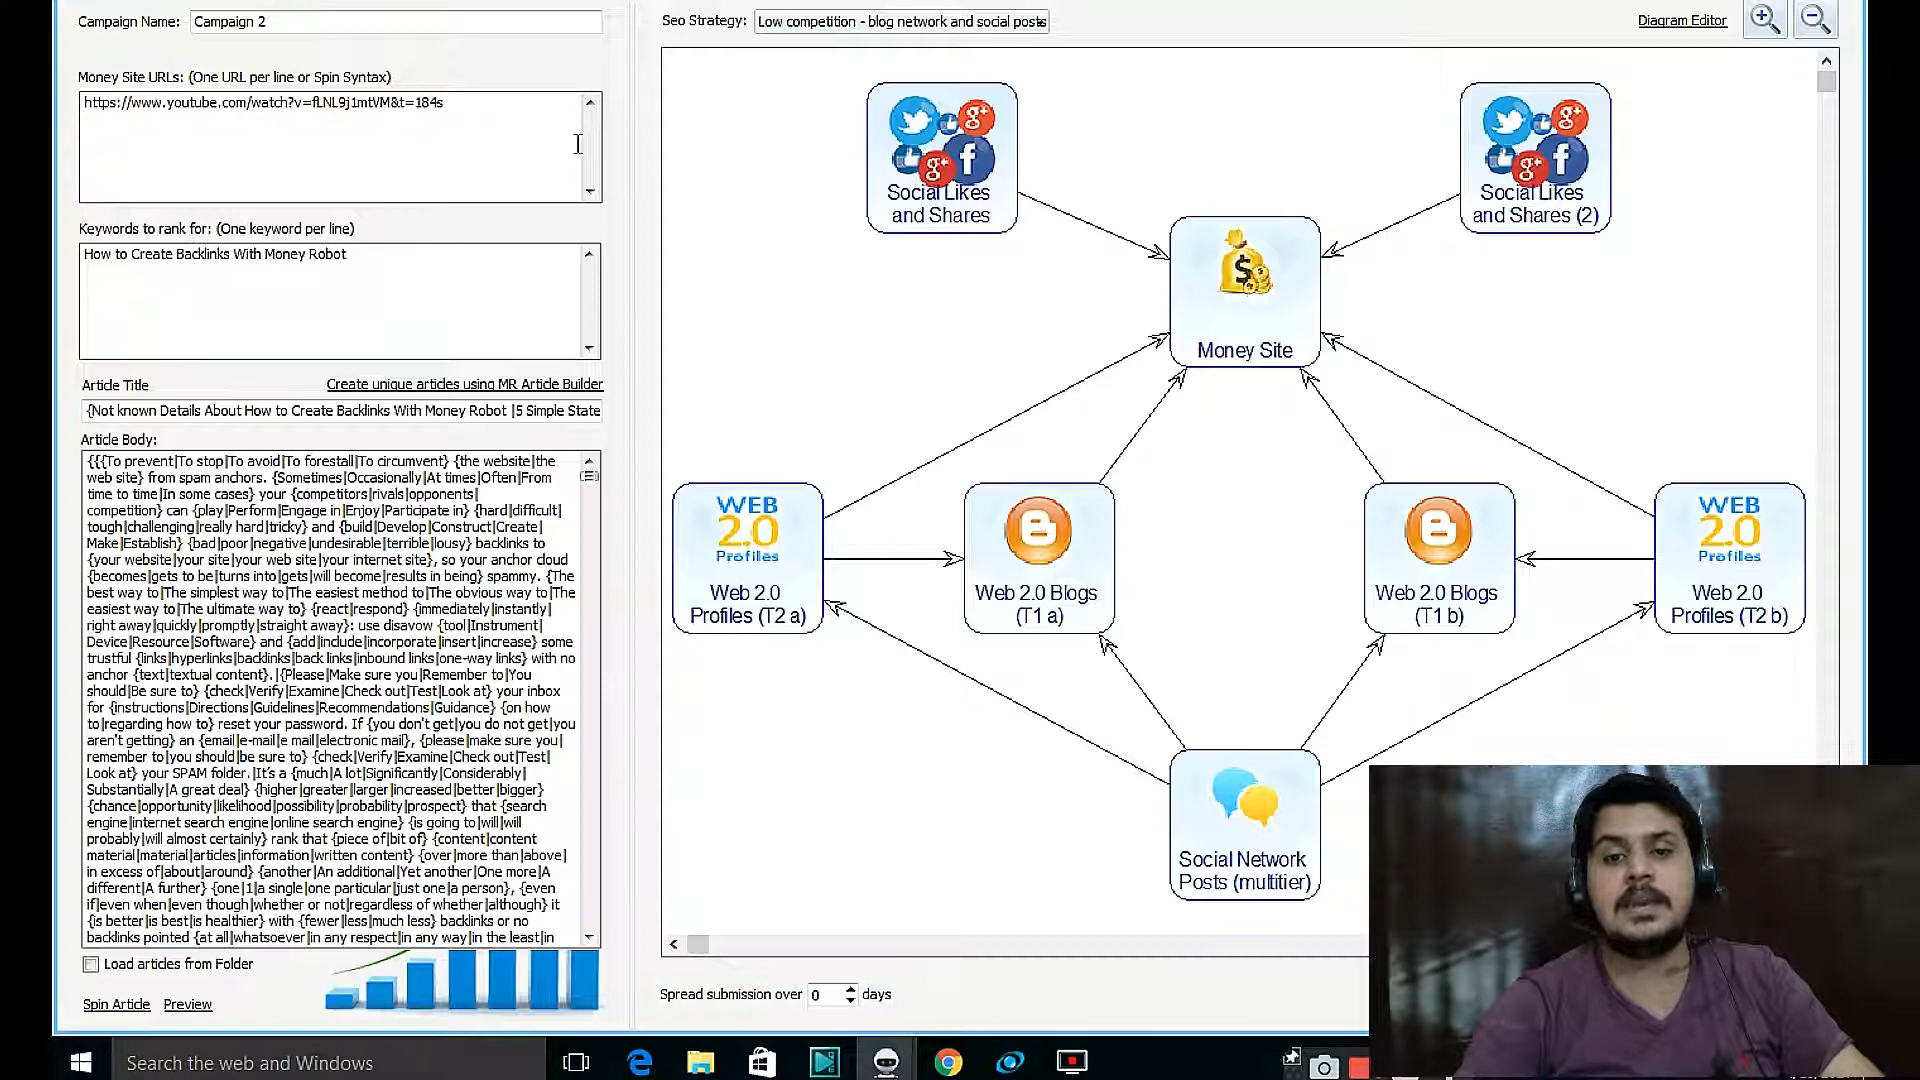 Campaign Name: Campaign 2
Seo Strategy: Low competition - blog network and social posts
Diagram Editor
Money Site URLs: (One URL per line or Spin Syntax)
https://www.youtube.com/watch?v=fLNL9j1mtVM&t=184s
Keywords to rank for: (One keyword per line)
How to Create Backlinks With Money Robot
Article Title
Create unique articles using MR Article Builder
{Not known Details About How to Create Backlinks With Money Robot |5 Simple State
Article Body:
{{{To prevent|To stop|To avoid|To forestall|To circumvent} {the website|the
web site} from spam anchors. {Sometimes|Occasionally|At times|Often|From
time to time|In some cases} your {competitors|rivals|opponents|
competition} can {play|Perform|Engage in|Enjoy|Participate in} {hard|difficult|
tough|challenging|really hard|tricky} and {build|Develop|Construct|Create|
Make|Establish} {bad|poor|negative|undesirable|terrible|lousy} backlinks to
{your website|your site|your web site|your internet site}, so your anchor cloud
{becomes|gets to be|turns into|gets|will become|results in being} spammy. {The
best way to|The simplest way to|The easiest method to|The obvious way to|The
easiest way to|The ultimate way to} {react|respond} {immediately|instantly|
right away|quickly|promptly|straight away}: use disavow {tool|Instrument|
Device|Resource|Software} and {add|include|incorporate|insert|increase} some
trustful {links|hyperlinks|backlinks|back links|inbound links|one-way links} with no
anchor {text|textual content}.|{Please|Make sure you|Remember to|You
should|Be sure to} {check|Verify|Examine|Check out|Test|Look at} your inbox
for {instructions|Directions|Guidelines|Recommendations|Guidance} {on how
to|regarding how to} reset your password. If {you don't get|you do not get|you
aren't getting} an {email|e-mail|e mail|electronic mail}, {please|make sure you|
remember to|you should|be sure to} {check|Verify|Examine|Check out|Test|
Look at} your SPAM folder.|It's a {much|A lot|Significantly|Considerably|
Substantially|A great deal} {higher|greater|larger|increased|better|bigger}
{chance|opportunity|likelihood|possibility|probability|prospect} that {search
engine|internet search engine|online search engine} {is going to|will|will
probably|will almost certainly} rank that {piece of|bit of} {content|content
material|material|articles|information|written content} {over|more than|above|
in excess of|about|around} {another|An additional|Yet another|One more|A
different|A further} {one|1|a single|one particular|just one|a person}, {even
if|even when|even though|whether or not|regardless of whether|although} it
{is better|is best|is healthier} with {fewer|less|much less} backlinks or no
backlinks pointed {at all|whatsoever|in any respect|in any way|in the least|in
Load articles from Folder
Spin Article Preview
Social Likes
and Shares
Social Likes
and Shares (2)
Money Site
WEB
2.0
Profiles
Web 2.0
Profiles (T2 a)
Web 2.0 Blogs
(T1 a)
Web 2.0 Blogs
(T1 b)
WEB
2.0
Profiles
Web 2.0
Profiles (T2 b)
Social Network
Posts (multitier)
Spread submission over 0 days
Search the web and Windows